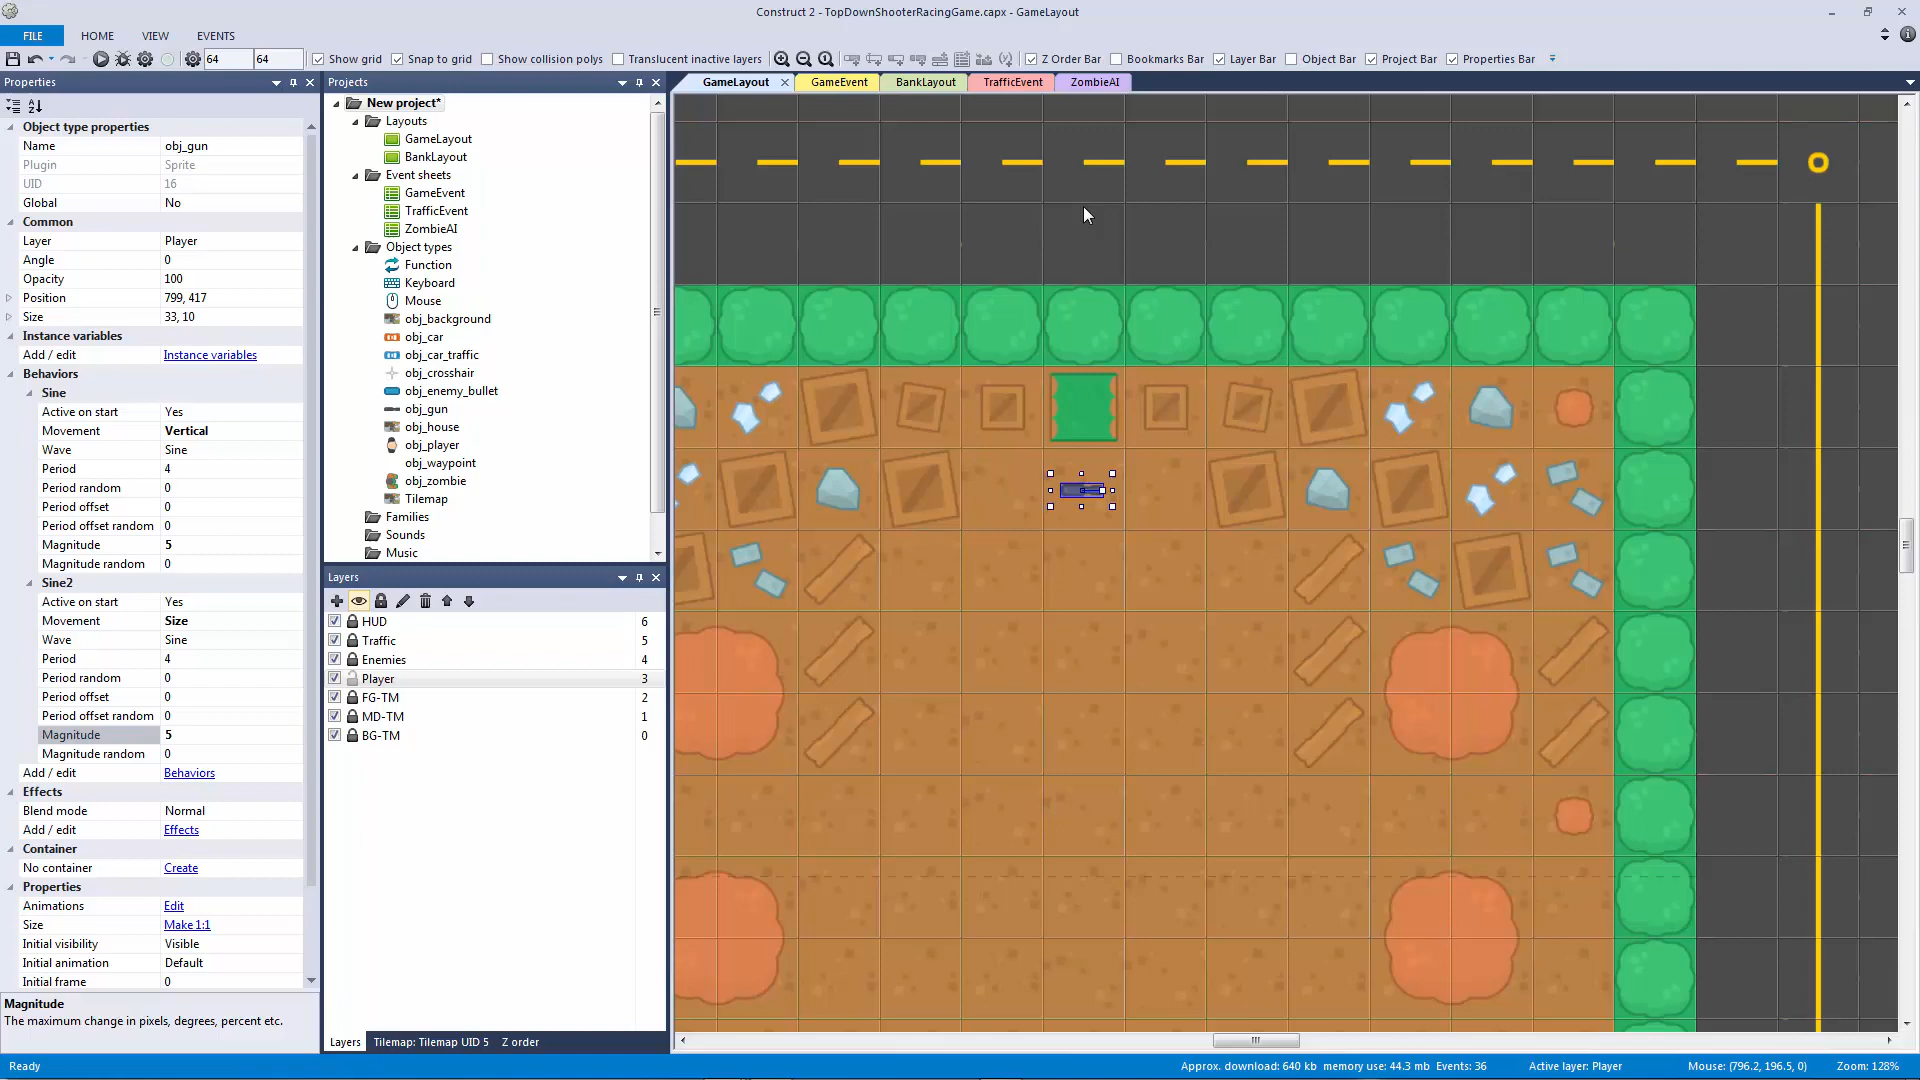 Construct 2 - TopDownShooterRacingGame.capx - GameLayout
FILE HOME VIEW EVENTS
64 64 Show grid Snap to grid Show collision polys Translucent inactive layers Z Order Bar Bookmarks Bar Layer Bar Object Bar Project Bar Properties Bar
Properties
Object type properties
Name obj_gun
Plugin Sprite
UID 16
Global No
Common
Layer Player
Angle 0
Opacity 100
Position 799, 417
Size 33, 10
Instance variables
Add / edit Instance variables
Behaviors
Sine
Active on start Yes
Movement Vertical
Wave Sine
Period 4
Period random 0
Period offset 0
Period offset random 0
Magnitude 5
Magnitude random 0
Sine2
Active on start Yes
Movement Size
Wave Sine
Period 4
Period random 0
Period offset 0
Period offset random 0
Magnitude 5
Magnitude random 0
Add / edit Behaviors
Effects
Blend mode Normal
Add / edit Effects
Container
No container Create
Properties
Animations Edit
Size Make 1:1
Initial visibility Visible
Initial animation Default
Initial frame 0
Magnitude
The maximum change in pixels, degrees, percent etc.
Projects
New project*
Layouts
GameLayout
BankLayout
Event sheets
GameEvent
TrafficEvent
ZombieAI
Object types
Function
Keyboard
Mouse
obj_background
obj_car
obj_car_traffic
obj_crosshair
obj_enemy_bullet
obj_gun
obj_house
obj_player
obj_waypoint
obj_zombie
Tilemap
Families
Sounds
Music
Layers
HUD 6
Traffic 5
Enemies 4
Player 3
FG-TM 2
MD-TM 1
BG-TM 0
Layers Tilemap: Tilemap UID 5 Z order
GameLayout GameEvent BankLayout TrafficEvent ZombieAI
Ready Approx. download: 640 kb memory use: 44.3 mb Events: 36 Active layer: Player Mouse: (796.2, 196.5, 0) Zoom: 128%